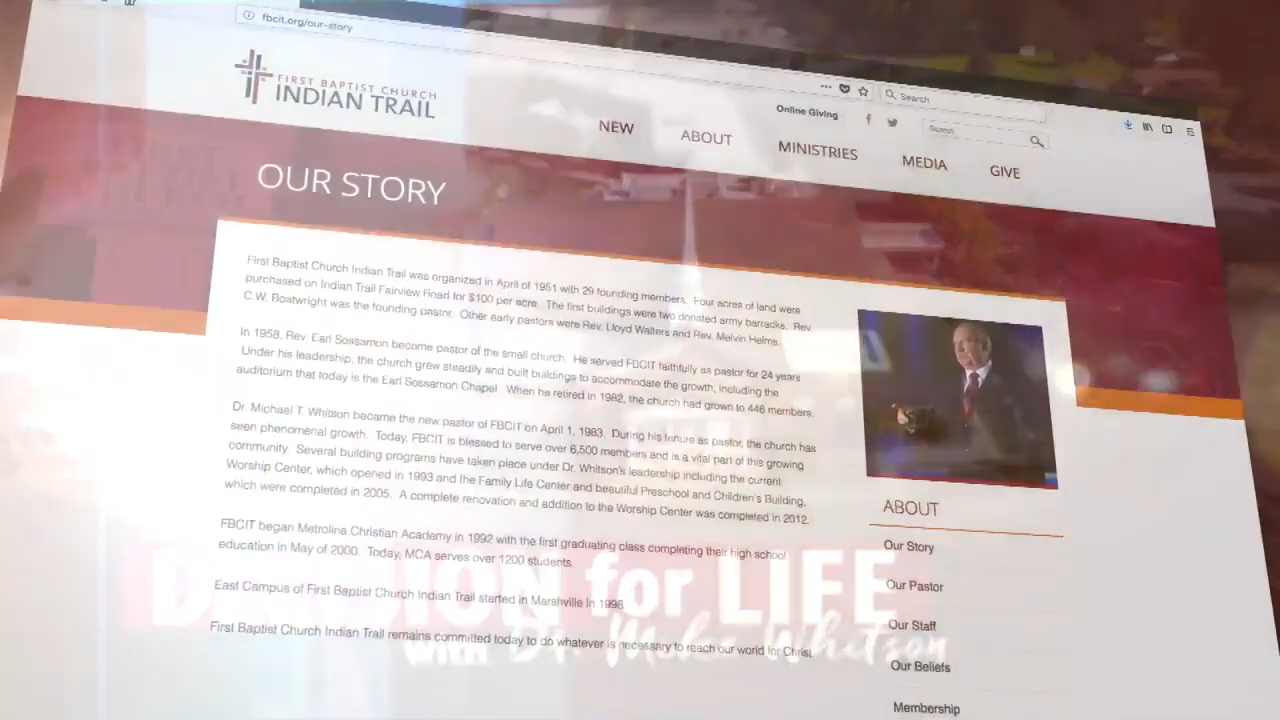 fbcit.org/our-story
Search
FIRST BAPTIST CHURCH
INDIAN TRAIL
Online Giving
Search
NEW ABOUT MINISTRIES MEDIA GIVE
OUR STORY
First Baptist Church Indian Trail was organized in April of 1951 with 29 founding members. Four acres of land were
purchased on Indian Trail Fairview Road for $100 per acre. The first buildings were two donated army barracks. Rev
C.W. Boatwright was the founding pastor. Other early pastors were Rev. Lloyd Walters and Rev. Melvin Helms.
In 1958, Rev. Earl Sossamon became pastor of the small church. He served FBCIT faithfully as pastor for 24 years
Under his leadership, the church grew steadily and built buildings to accommodate the growth, including the
auditorium that today is the Earl Sossamon Chapel. When he retired in 1982, the church had grown to 446 members.
Dr. Michael T. Whitson became the new pastor of FBCIT on April 1, 1983. During his tenure as pastor, the church has
seen phenomenal growth. Today, FBCIT is blessed to serve over 6,500 members and is a vital part of this growing
community. Several building programs have taken place under Dr. Whitson's leadership including the current
Worship Center, which opened in 1993 and the Family Life Center and beautiful Preschool and Children's Building,
which were completed in 2005. A complete renovation and addition to the Worship Center was completed in 2012.
FBCIT began Metrolina Christian Academy in 1992 with the first graduating class completing their high school
education in May of 2000. Today, MCA serves over 1200 students.
East Campus of First Baptist Church Indian Trail started in Marshville in 1998
First Baptist Church Indian Trail remains committed today to do whatever is necessary to reach our world for Christ.
ABOUT
Our Story
Our Pastor
Our Staff
Our Beliefs
Membership
DECISION for LIFE
with Dr. Mike Whitson